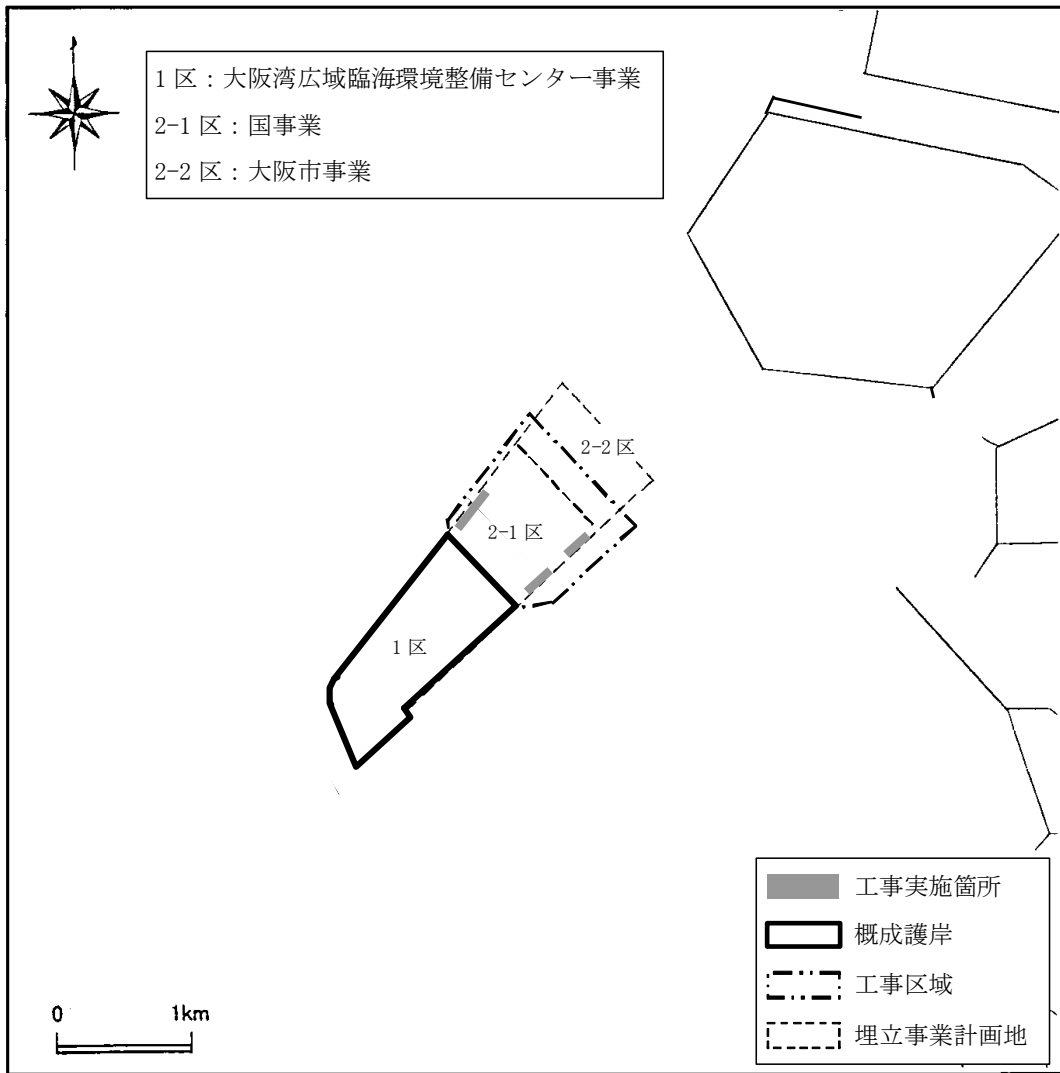 1区：大阪湾広域臨海環境整備センター事業
2-1区：国事業
2-2区：大阪市事業
2-2区
2-1区
1区
工事実施箇所
概成護岸
工事区域
埋立事業計画地
0 1km